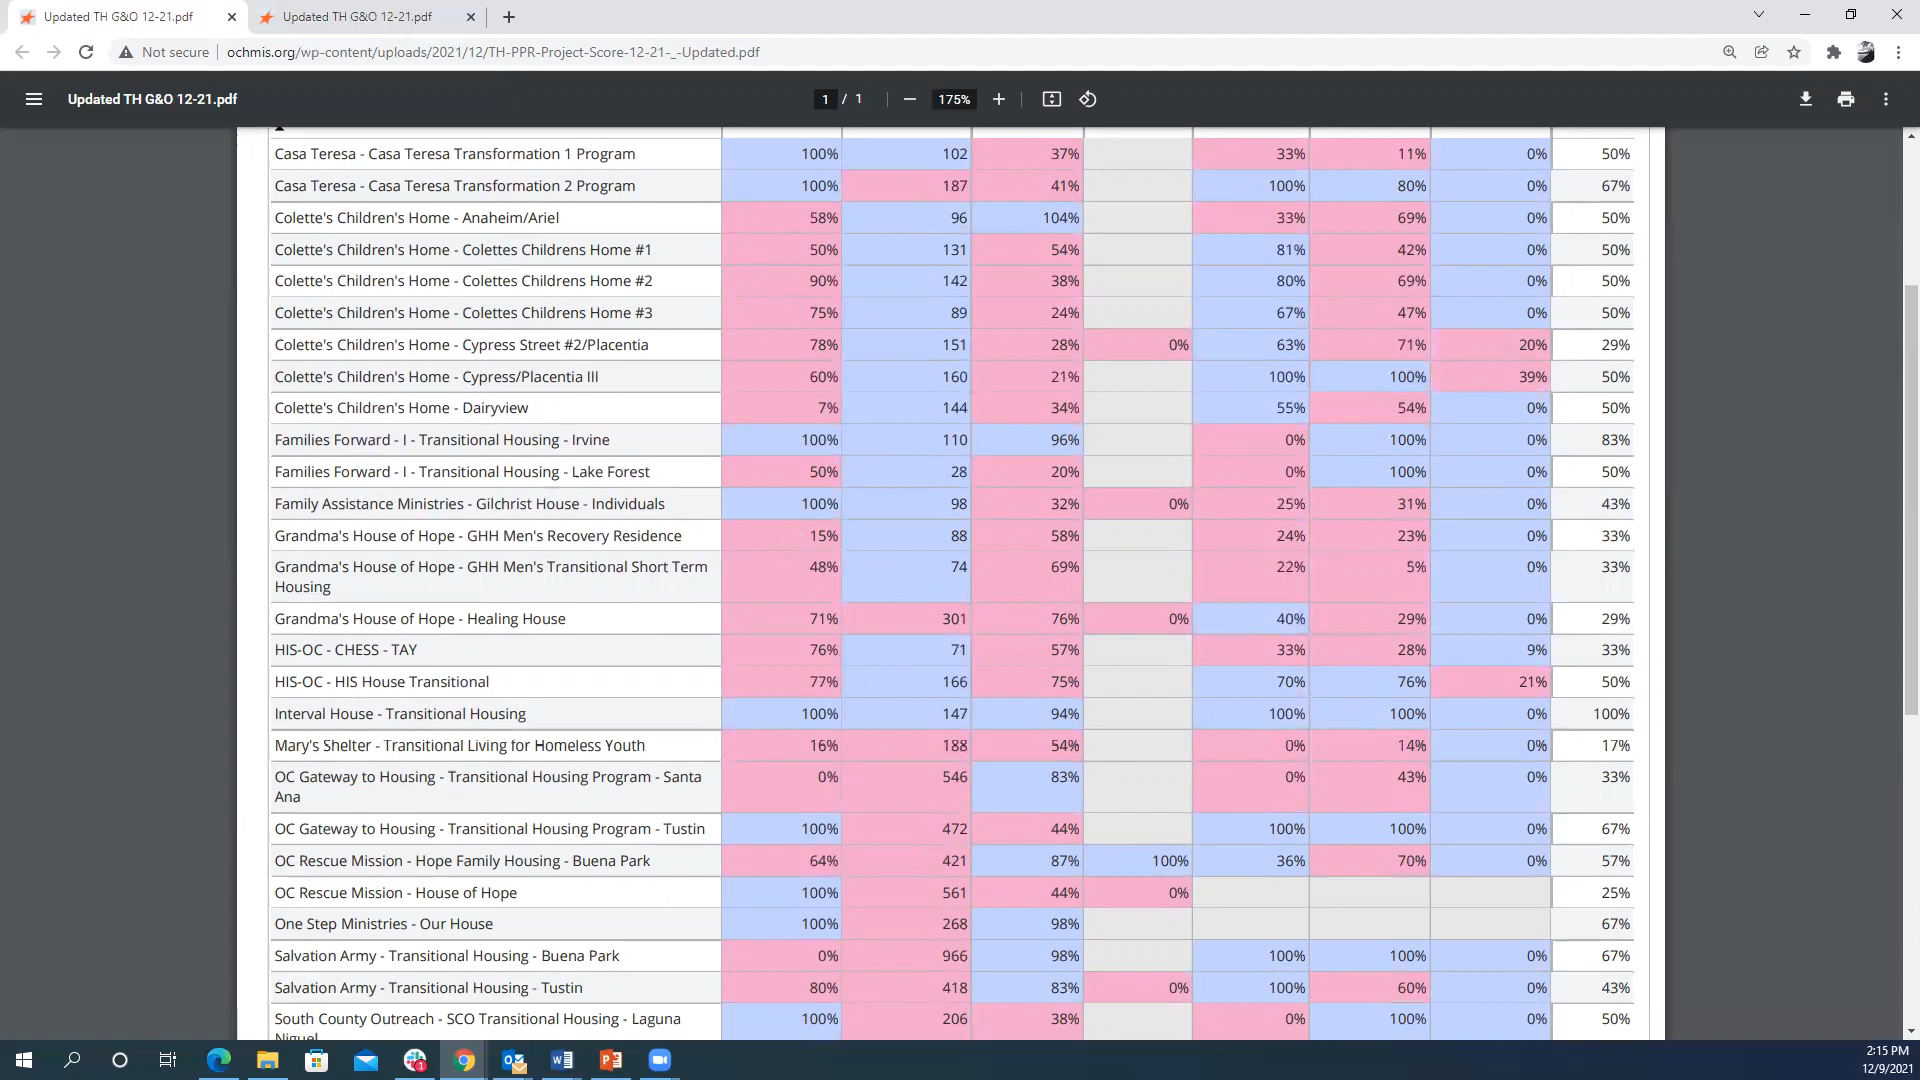 Updated TH G&O 12-21.pdf
Updated TH G&O 12-21.pdf
Not secure
ochmis.org/wp-content/uploads/2021/12/TH-PPR-Project-Score-12-21-_-Updated.pdf
Updated TH G&O 12-21.pdf
1 / 1
175%
Casa Teresa - Casa Teresa Transformation 1 Program 100% 102 37% 33% 11% 0% 50%
Casa Teresa - Casa Teresa Transformation 2 Program 100% 187 41% 100% 80% 0% 67%
Colette's Children's Home - Anaheim/Ariel 58% 96 104% 33% 69% 0% 50%
Colette's Children's Home - Colettes Childrens Home #1 50% 131 54% 81% 42% 0% 50%
Colette's Children's Home - Colettes Childrens Home #2 90% 142 38% 80% 69% 0% 50%
Colette's Children's Home - Colettes Childrens Home #3 75% 89 24% 67% 47% 0% 50%
Colette's Children's Home - Cypress Street #2/Placentia 78% 151 28% 0% 63% 71% 20% 29%
Colette's Children's Home - Cypress/Placentia III 60% 160 21% 100% 100% 39% 50%
Colette's Children's Home - Dairyview 7% 144 34% 55% 54% 0% 50%
Families Forward - I - Transitional Housing - Irvine 100% 110 96% 0% 100% 0% 83%
Families Forward - I - Transitional Housing - Lake Forest 50% 28 20% 0% 100% 0% 50%
Family Assistance Ministries - Gilchrist House - Individuals 100% 98 32% 0% 25% 31% 0% 43%
Grandma's House of Hope - GHH Men's Recovery Residence 15% 88 58% 24% 23% 0% 33%
Grandma's House of Hope - GHH Men's Transitional Short Term 48% 74 69% 22% 5% 0% 33%
Housing
Grandma's House of Hope - Healing House 71% 301 76% 0% 40% 29% 0% 29%
HIS-OC - CHESS - TAY 76% 71 57% 33% 28% 9% 33%
HIS-OC - HIS House Transitional 77% 166 75% 70% 76% 21% 50%
Interval House - Transitional Housing 100% 147 94% 100% 100% 0% 100%
Mary's Shelter - Transitional Living for Homeless Youth 16% 188 54% 0% 14% 0% 17%
OC Gateway to Housing - Transitional Housing Program - Santa 0% 546 83% 0% 43% 0% 33%
Ana
OC Gateway to Housing - Transitional Housing Program - Tustin 100% 472 44% 100% 100% 0% 67%
OC Rescue Mission - Hope Family Housing - Buena Park 64% 421 87% 100% 36% 70% 0% 57%
OC Rescue Mission - House of Hope 100% 561 44% 0% 25%
One Step Ministries - Our House 100% 268 98% 67%
Salvation Army - Transitional Housing - Buena Park 0% 966 98% 100% 100% 0% 67%
Salvation Army - Transitional Housing - Tustin 80% 418 83% 0% 100% 60% 0% 43%
South County Outreach - SCO Transitional Housing - Laguna 100% 206 38% 0% 100% 0% 50%
Niguel
2:15 PM
12/9/2021